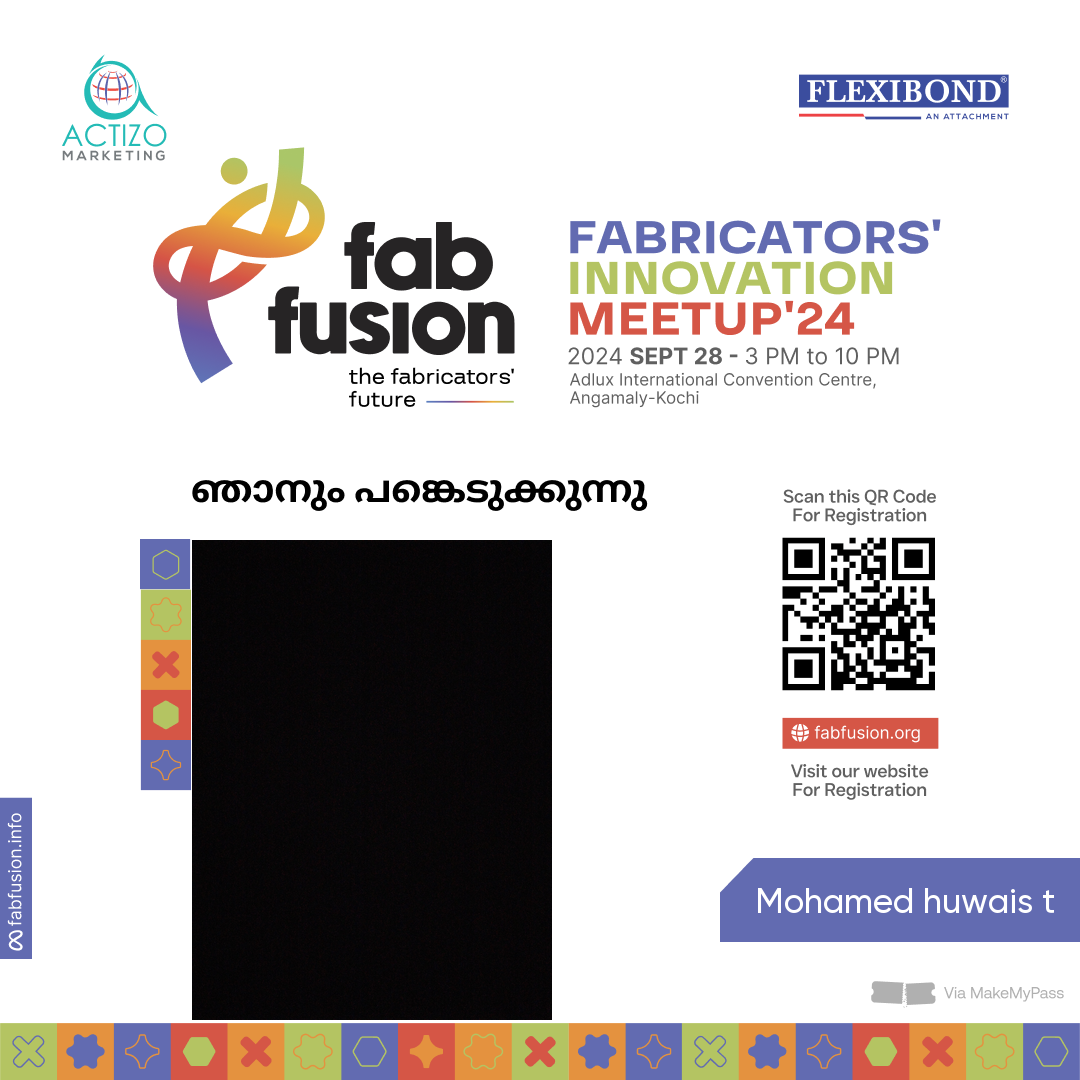 ACTIZO
MARKETING
FLEXIBOND®
AN ATTACHMENT
fab
fusion
the fabricators'
future
FABRICATORS'
INNOVATION
MEETUP'24
2024 SEPT 28 - 3 PM to 10 PM
Adlux International Convention Centre,
Angamaly-Kochi
ഞാനും പങ്കെടുക്കുന്നു
Scan this QR Code
For Registration
fabfusion.org
Visit our website
For Registration
fabfusion.info
Mohamed huwais t
Via MakeMyPass